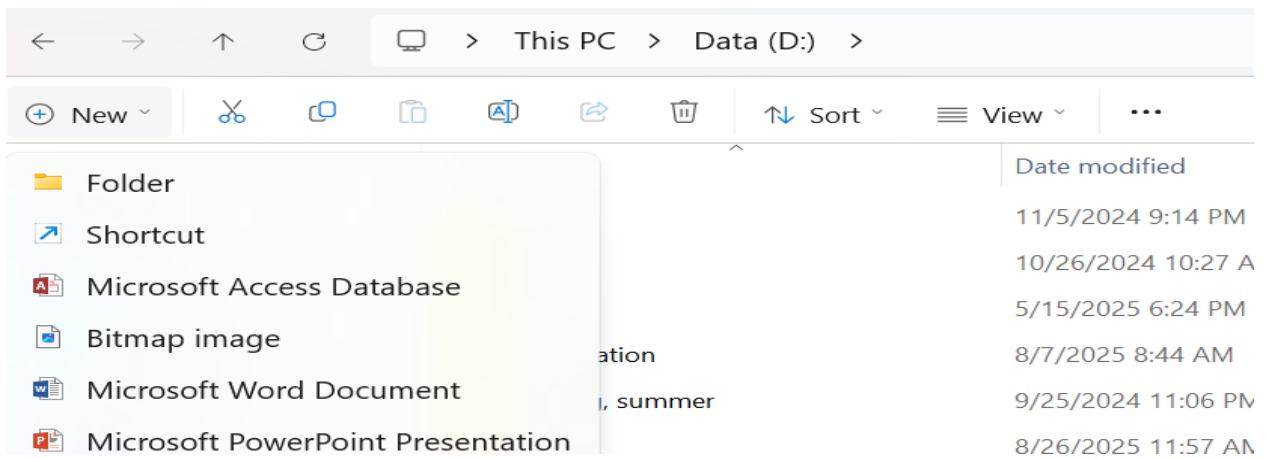 This PC > Data (D:) >
New Sort View ...
Date modified
Folder
11/5/2024 9:14 PM
Shortcut
10/26/2024 10:27 A
Microsoft Access Database
5/15/2025 6:24 PM
Bitmap image
ation 8/7/2025 8:44 AM
Microsoft Word Document
, summer 9/25/2024 11:06 PM
Microsoft PowerPoint Presentation
8/26/2025 11:57 AM